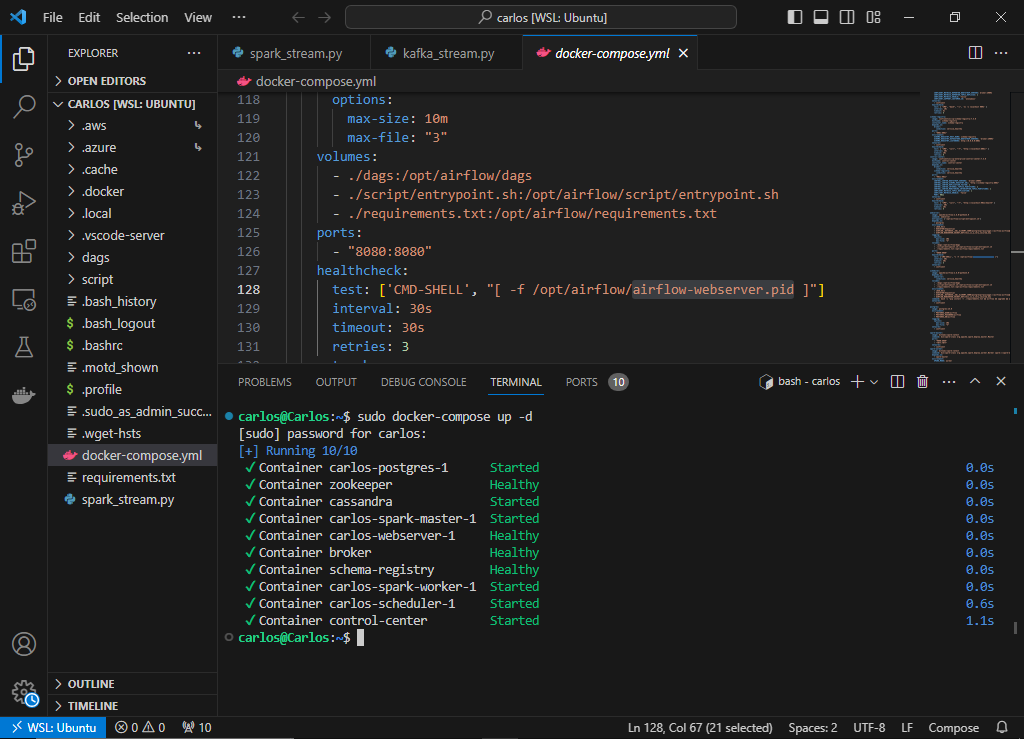 File Edit Selection View ··· carlos [WSL: Ubuntu]
EXPLORER ···
OPEN EDITORS
CARLOS [WSL: UBUNTU]
.aws
.azure
.cache
.docker
.local
.vscode-server
dags
script
.bash_history
$ .bash_logout
$ .bashrc
.motd_shown
$ .profile
.sudo_as_admin_succ...
.wget-hsts
docker-compose.yml
requirements.txt
spark_stream.py
OUTLINE
TIMELINE
spark_stream.py kafka_stream.py docker-compose.yml
docker-compose.yml
118 options:
119 max-size: 10m
120 max-file: "3"
121 volumes:
122 - ./dags:/opt/airflow/dags
123 - ./script/entrypoint.sh:/opt/airflow/script/entrypoint.sh
124 - ./requirements.txt:/opt/airflow/requirements.txt
125 ports:
126 - "8080:8080"
127 healthcheck:
128 test: ['CMD-SHELL', "[ -f /opt/airflow/airflow-webserver.pid ]"]
129 interval: 30s
130 timeout: 30s
131 retries: 3
PROBLEMS OUTPUT DEBUG CONSOLE TERMINAL PORTS 10 bash - carlos
carlos@Carlos:~$ sudo docker-compose up -d
[sudo] password for carlos:
[+] Running 10/10
✓ Container carlos-postgres-1 Started 0.0s
✓ Container zookeeper Healthy 0.0s
✓ Container cassandra Started 0.0s
✓ Container carlos-spark-master-1 Started 0.0s
✓ Container carlos-webserver-1 Healthy 0.0s
✓ Container broker Healthy 0.0s
✓ Container schema-registry Healthy 0.0s
✓ Container carlos-spark-worker-1 Started 0.0s
✓ Container carlos-scheduler-1 Started 0.6s
✓ Container control-center Started 1.1s
carlos@Carlos:~$
WSL: Ubuntu 0 0 10 Ln 128, Col 67 (21 selected) Spaces: 2 UTF-8 LF Compose